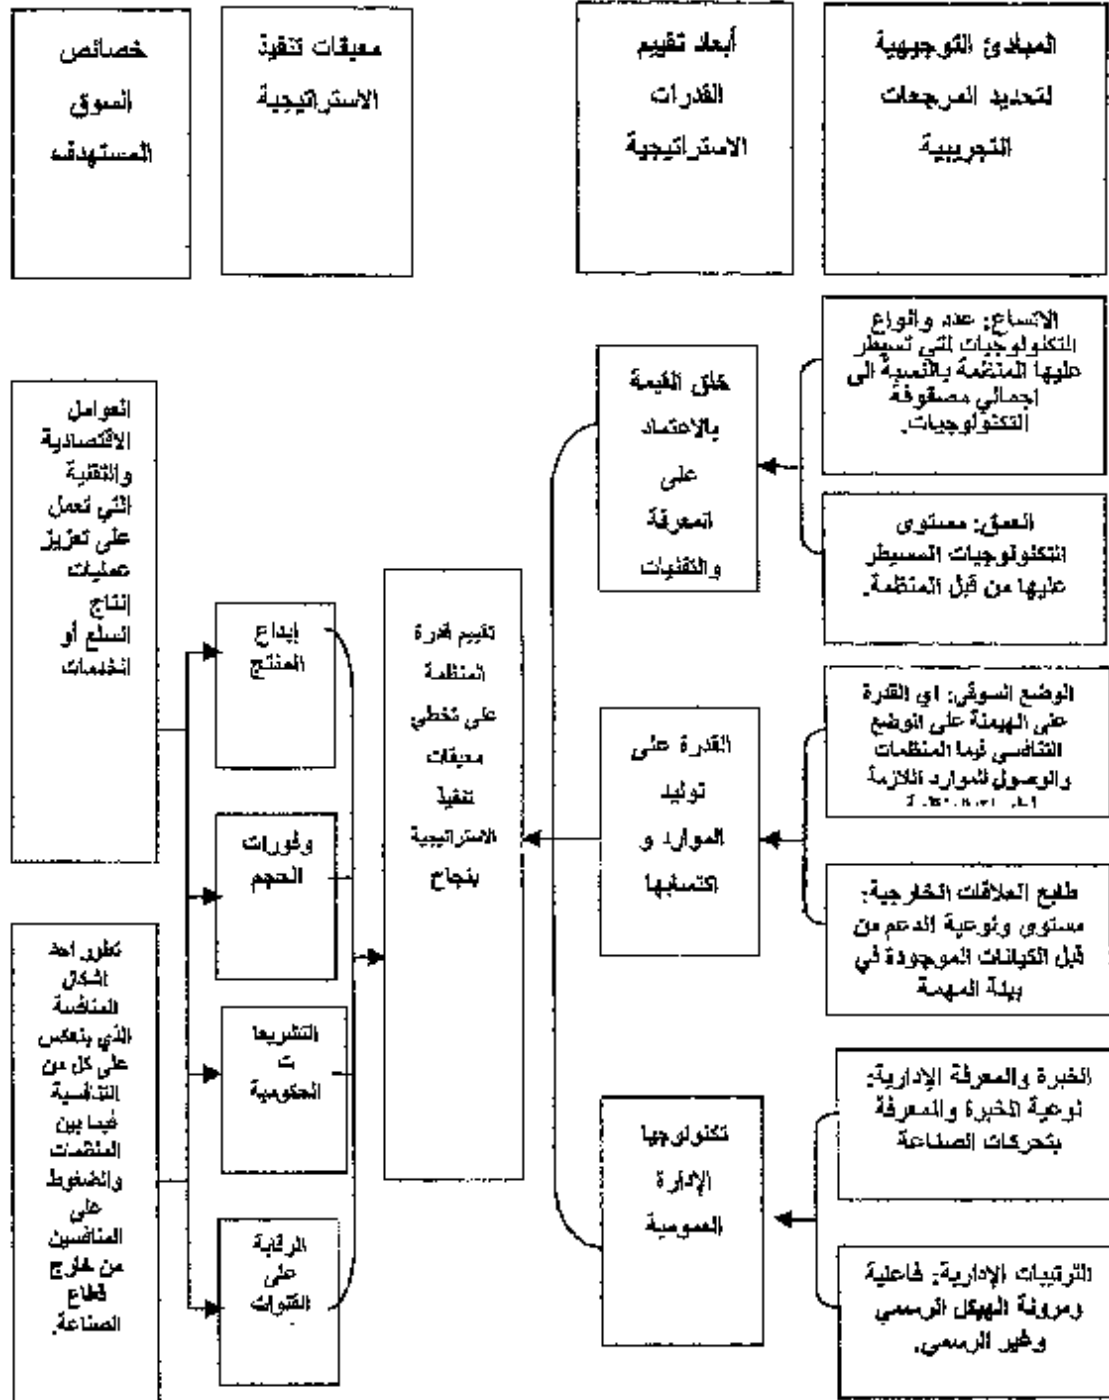 المبادئ التوجيهية
لتحديد المرجعات
التجريبية
أبعاد تقييم
القدرات
الاستراتيجية
معيقات تنفيذ
الاستراتيجية
خصائص
السوق
المستهدف
الاتساع: عدد وانواع
التكنولوجيات التي تسيطر
عليها المنظمة بالنسبة الى
اجمالي مصفوفة
التكنولوجيات.
العمق: مستوى
التكنولوجيات المسيطر
عليها من قبل المنظمة.
الوضع السوقي: اي القدرة
على الهيمنة على الوضع
التنافسي فيما المنظمات
والوصول للموارد اللازمة
طابع العلاقات الخارجية:
مستوى ونوعية الدعم من
قبل الكيانات الموجودة في
بيئة المهمة
الخبرة والمعرفة الإدارية:
نوعية الخبرة والمعرفة
بتحركات الصناعة
الترتيبات الإدارية: فاعلية
ومرونة الهيكل الرسمي
وغير الرسمي.
خلق القيمة
بالاعتماد
على
المعرفة
والتقنيات
القدرة على
توليد
الموارد و
اكتسابها
تكنولوجيا
الإدارة
العمومية
تقييم قدرة
المنظمة
على تخطي
معيقات
تنفيذ
الاستراتيجية
بنجاح
إبداع
المنتج
وفورات
الحجم
التشريعا
ت
الحكومية
الرقابة
على
القنوات
العوامل
الاقتصادية
والتقنية
التي تعمل
على تعزيز
عمليات
إنتاج
السلع أو
الخدمات
تطور احد
اشكال
المنافسة
الذي ينعكس
على كل من
التنافسية
فيما بين
المنظمات
والضغوط
على
المنافسين
من خارج
قطاع
الصناعة.